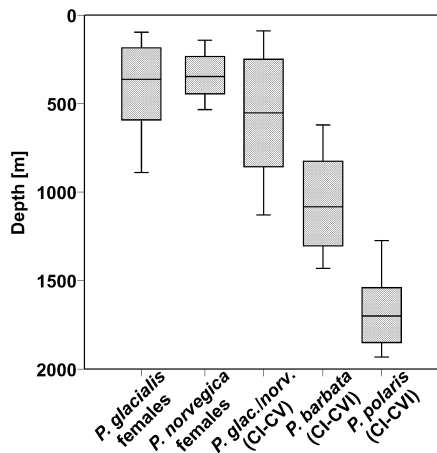 0
500
1000
1500
2000
Depth [m]
P. glacialis
females
P. norvegica
females
P. glac./norv.
(CI-CV)
P. barbata
(CI-CVI)
P. polaris
(CI-CVI)